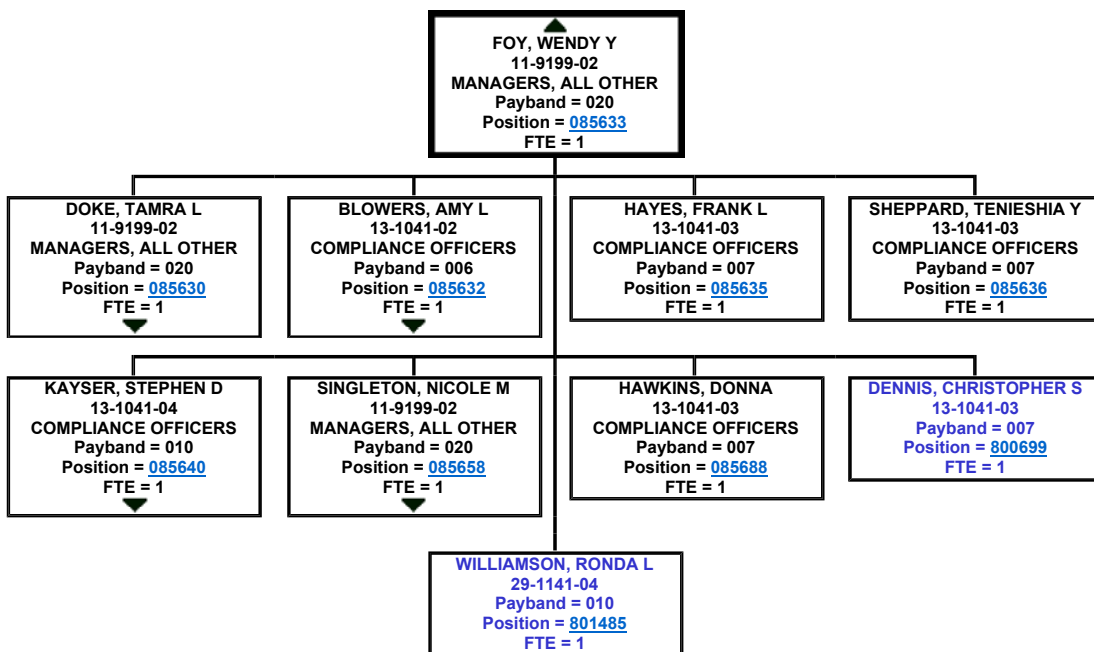 FOY, WENDY Y
11-9199-02
MANAGERS, ALL OTHER
Payband = 020
Position = 085633
FTE = 1
DOKE, TAMRA L
11-9199-02
MANAGERS, ALL OTHER
Payband = 020
Position = 085630
FTE = 1
BLOWERS, AMY L
13-1041-02
COMPLIANCE OFFICERS
Payband = 006
Position = 085632
FTE = 1
HAYES, FRANK L
13-1041-03
COMPLIANCE OFFICERS
Payband = 007
Position = 085635
FTE = 1
SHEPPARD, TENIESHIA Y
13-1041-03
COMPLIANCE OFFICERS
Payband = 007
Position = 085636
FTE = 1
KAYSER, STEPHEN D
13-1041-04
COMPLIANCE OFFICERS
Payband = 010
Position = 085640
FTE = 1
SINGLETON, NICOLE M
11-9199-02
MANAGERS, ALL OTHER
Payband = 020
Position = 085658
FTE = 1
HAWKINS, DONNA
13-1041-03
COMPLIANCE OFFICERS
Payband = 007
Position = 085688
FTE = 1
DENNIS, CHRISTOPHER S
13-1041-03
Payband = 007
Position = 800699
FTE = 1
WILLIAMSON, RONDA L
29-1141-04
Payband = 010
Position = 801485
FTE = 1